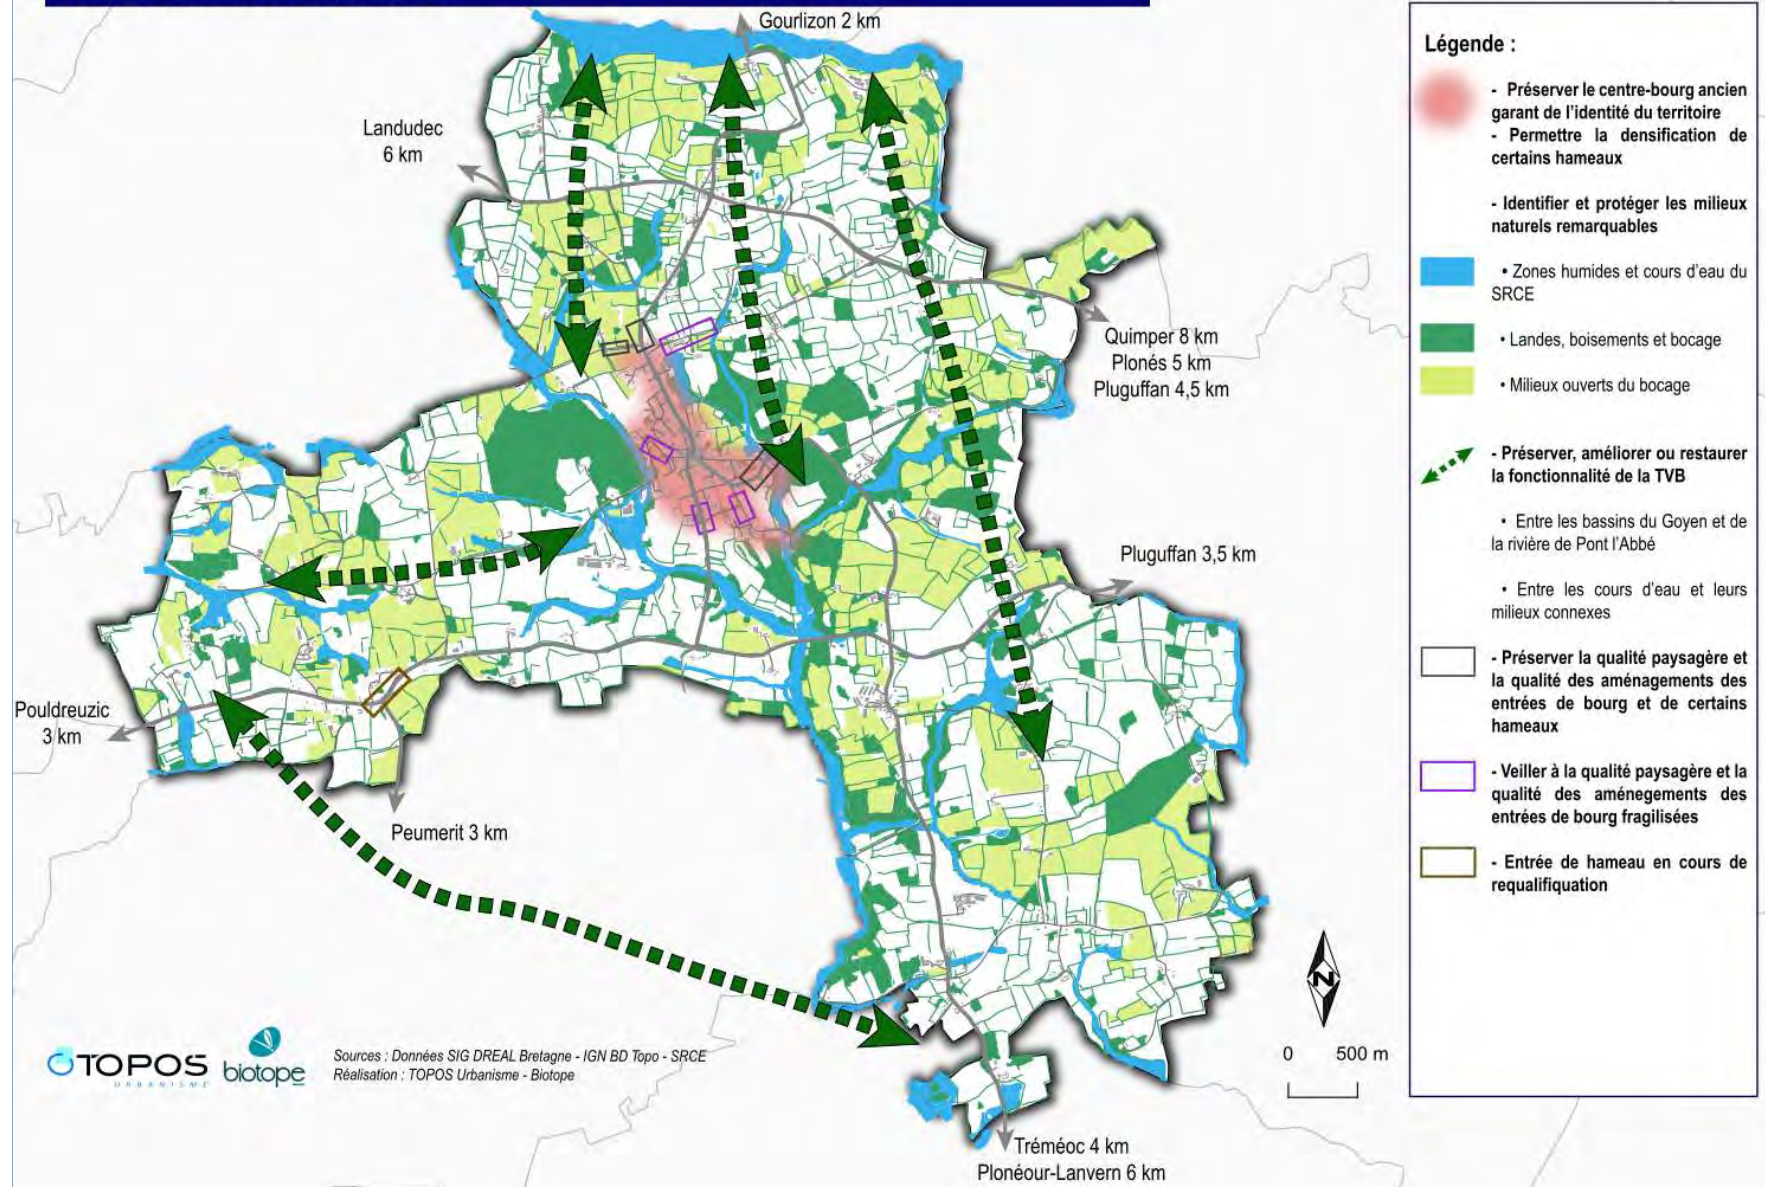 Gourlizon 2 km
Landudec
6 km
Quimper 8 km
Plonés 5 km
Pluguffan 4,5 km
Pluguffan 3,5 km
Pouldreuzic
3 km
Peumerit 3 km
Tréméoc 4 km
Plonéour-Lanvern 6 km
Légende :
- Préserver le centre-bourg ancien
garant de l'identité du territoire
- Permettre la densification de
certains hameaux
- Identifier et protéger les milieux
naturels remarquables
• Zones humides et cours d'eau du
SRCE
• Landes, boisements et bocage
• Milieux ouverts du bocage
- Préserver, améliorer ou restaurer
la fonctionnalité de la TVB
• Entre les bassins du Goyen et de
la rivière de Pont l'Abbé
• Entre les cours d'eau et leurs
milieux connexes
- Préserver la qualité paysagère et
la qualité des aménagements des
entrées de bourg et de certains
hameaux
- Veiller à la qualité paysagère et la
qualité des aménegements des
entrées de bourg fragilisées
- Entrée de hameau en cours de
requalifiquation
N
0 500 m
TOPOS
URBANISME
biotope
Sources : Données SIG DREAL Bretagne - IGN BD Topo - SRCE
Réalisation : TOPOS Urbanisme - Biotope